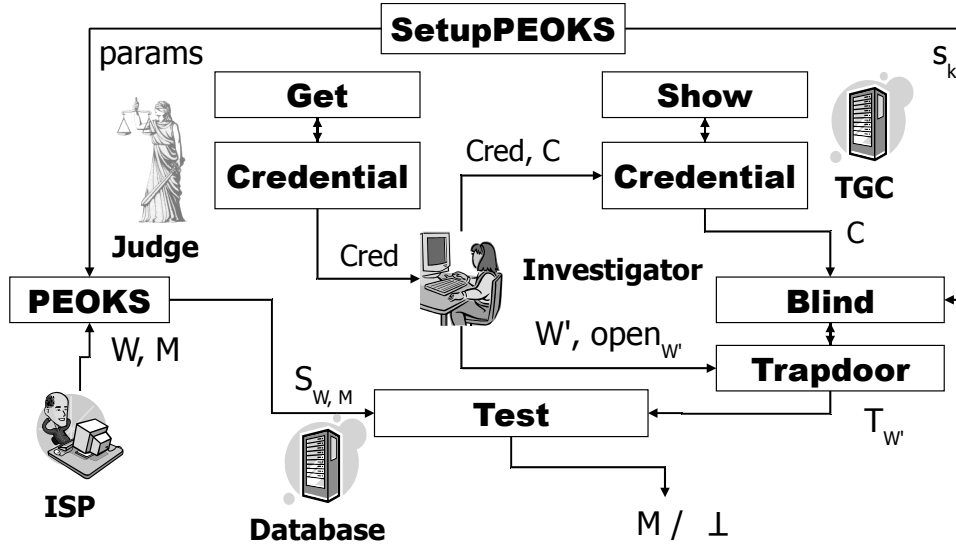 SetupPEOKS
params
s_k
Get
Show
Credential
Cred, C
Credential
TGC
Judge
Cred
Investigator
C
PEOKS
Blind
W, M
W', open_W'
Trapdoor
S_W, M
Test
T_W'
ISP
Database
M / ⊥